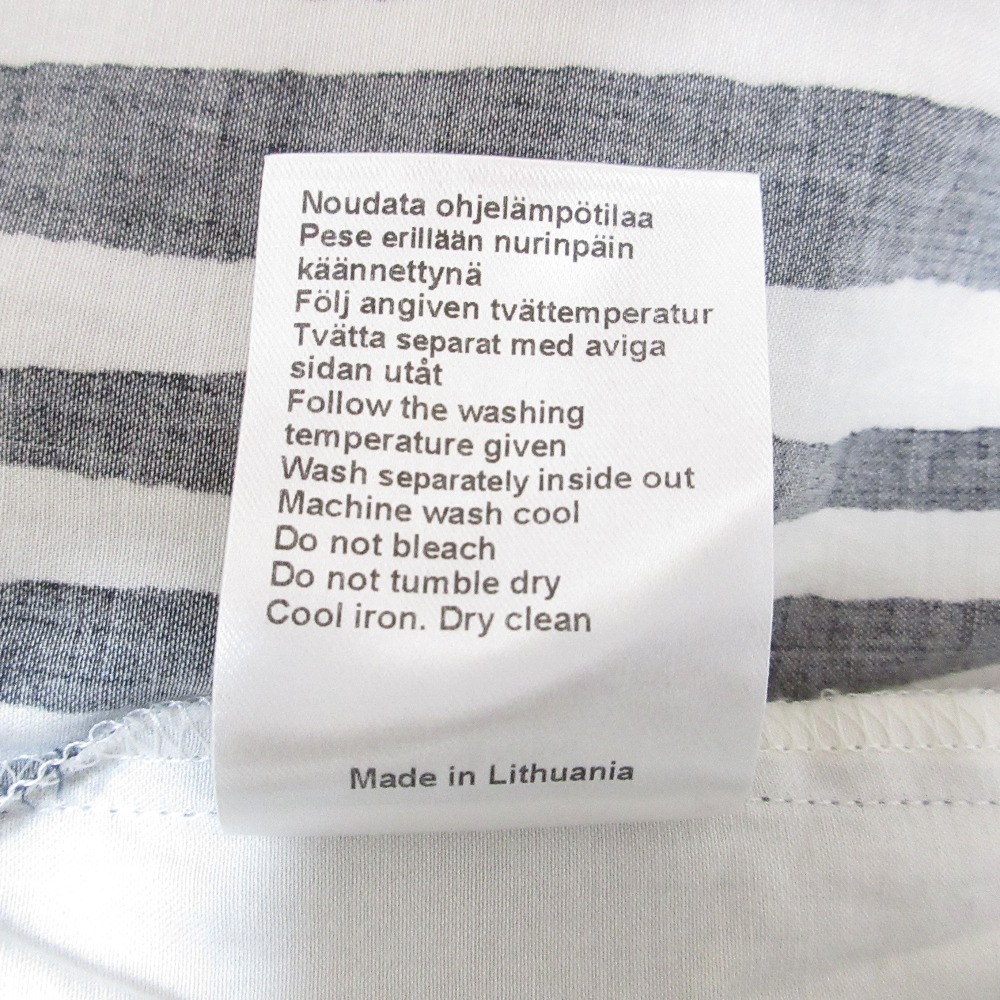 Noudata ohjelämpötilaa
Pese erillään nurinpäin
käännettynä
Följ angiven tvättemperatur
Tvätta separat med aviga
sidan utåt
Follow the washing
temperature given
Wash separately inside out
Machine wash cool
Do not bleach
Do not tumble dry
Cool iron. Dry clean
Made in Lithuania